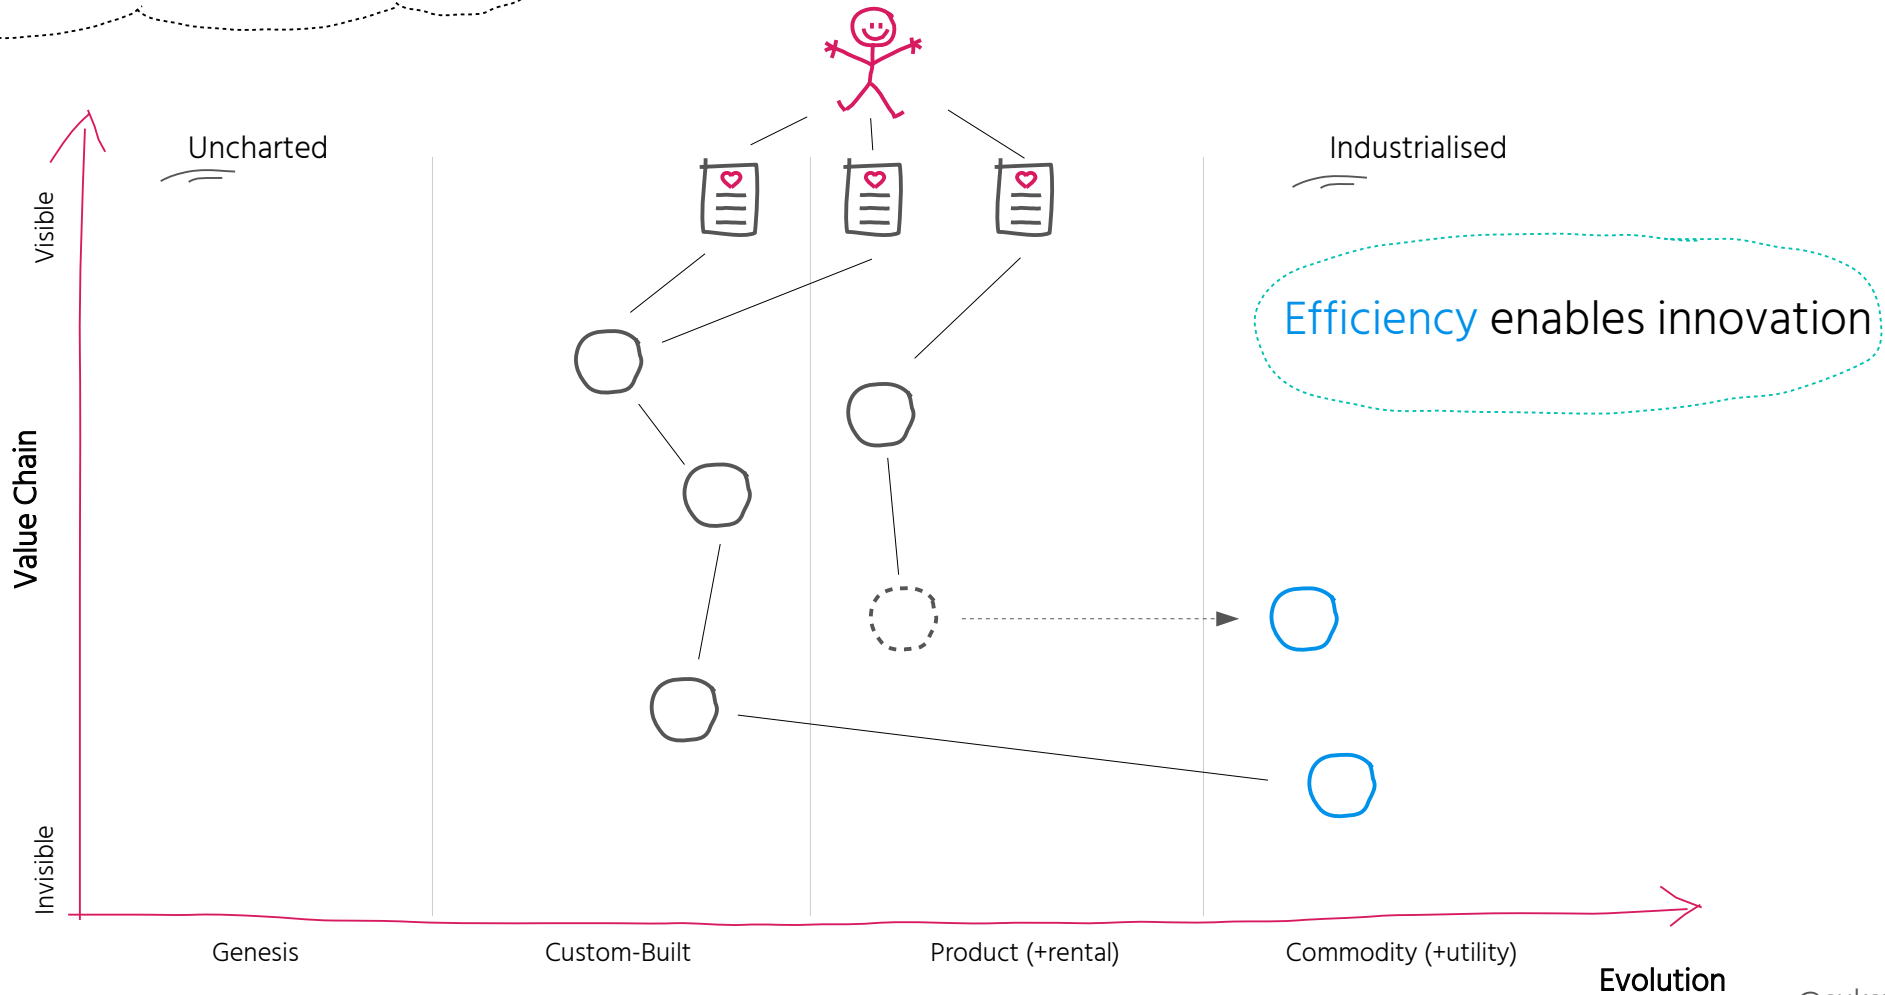 Uncharted
Industrialised
Visible
Efficiency enables innovation
Value Chain
Invisible
Genesis
Custom-Built
Product (+rental)
Commodity (+utility)
Evolution